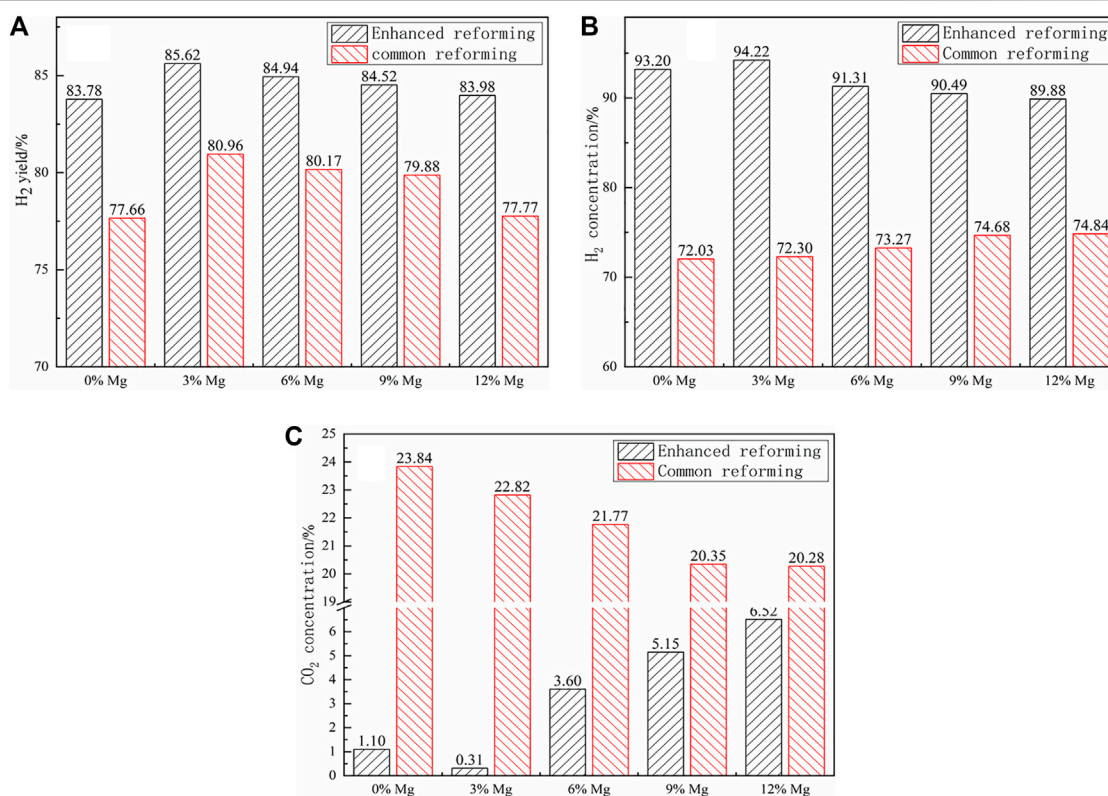 A
Enhanced reforming
common reforming
H2 yield/%
85
80
75
70
83.78
77.66
85.62
80.96
84.94
80.17
84.52
79.88
83.98
77.77
0% Mg
3% Mg
6% Mg
9% Mg
12% Mg
B
Enhanced reforming
Common reforming
H2 concentration/%
90
80
70
60
93.20
72.03
94.22
72.30
91.31
73.27
90.49
74.68
89.88
74.84
0% Mg
3% Mg
6% Mg
9% Mg
12% Mg
C
Enhanced reforming
Common reforming
CO2 concentration/%
25
24
23
22
21
20
19
6
5
4
3
2
1
0
1.10
23.84
0.31
22.82
3.60
21.77
5.15
20.35
6.52
20.28
0% Mg
3% Mg
6% Mg
9% Mg
12% Mg